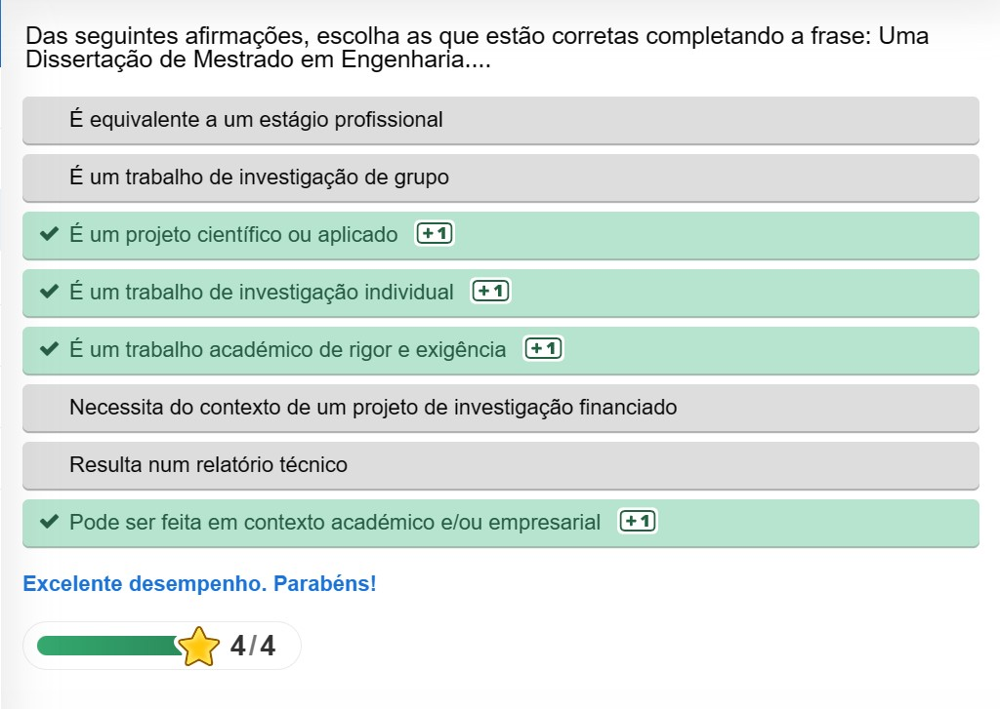 Das seguintes afirmações, escolha as que estão corretas completando a frase: Uma
Dissertação de Mestrado em Engenharia....
É equivalente a um estágio profissional
É um trabalho de investigação de grupo
É um projeto científico ou aplicado +1
É um trabalho de investigação individual +1
É um trabalho académico de rigor e exigência +1
Necessita do contexto de um projeto de investigação financiado
Resulta num relatório técnico
Pode ser feita em contexto académico e/ou empresarial +1
Excelente desempenho. Parabéns!
4/4